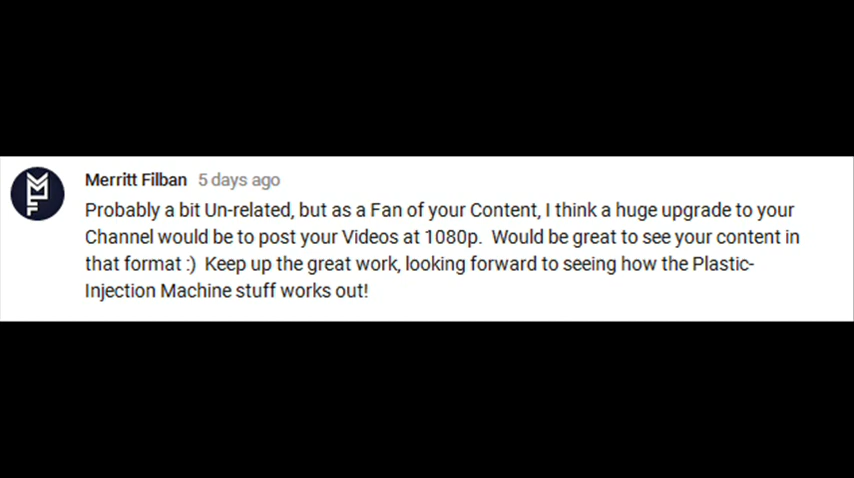 Merritt Filban 5 days ago
Probably a bit Un-related, but as a Fan of your Content, I think a huge upgrade to your
Channel would be to post your Videos at 1080p.  Would be great to see your content in
that format :)  Keep up the great work, looking forward to seeing how the Plastic-
Injection Machine stuff works out!